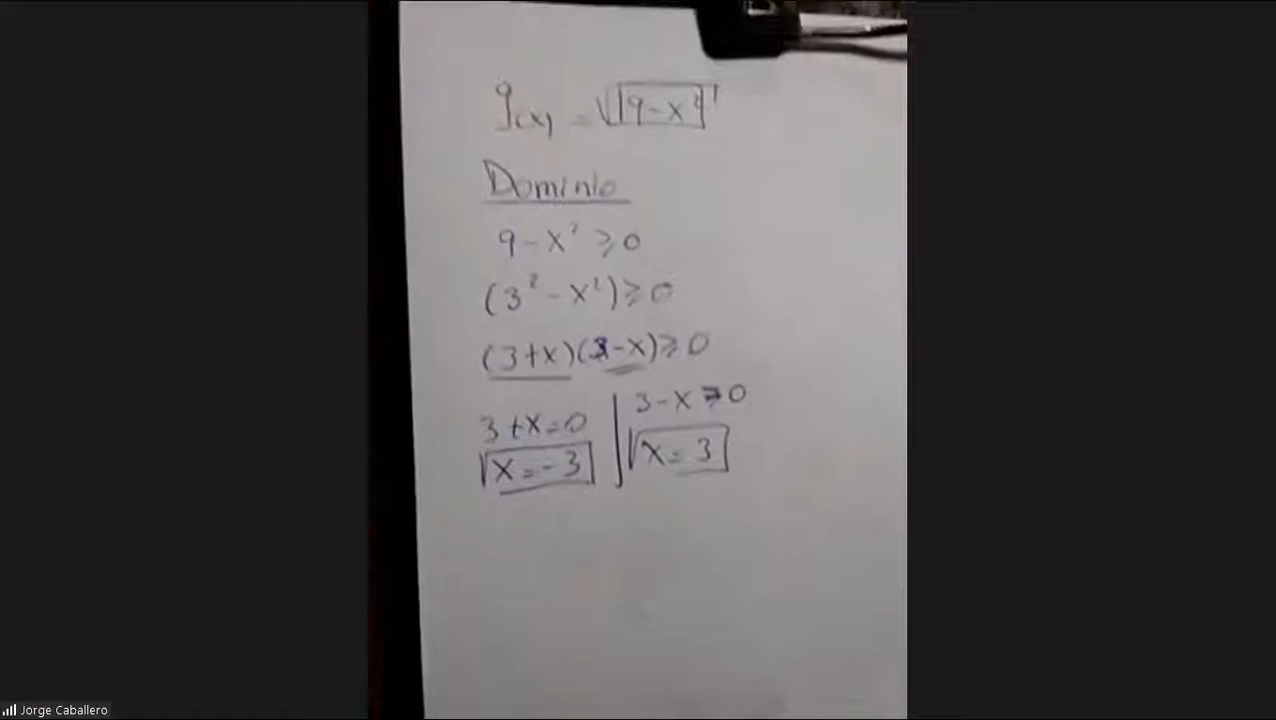 g(x) = √9-x²
Dominio
9-x² ≥ 0
(3²-x²) ≥ 0
(3+x)(3-x) ≥ 0
3+x=0 | 3-x=0
x=-3 | x=3
Jorge Caballero